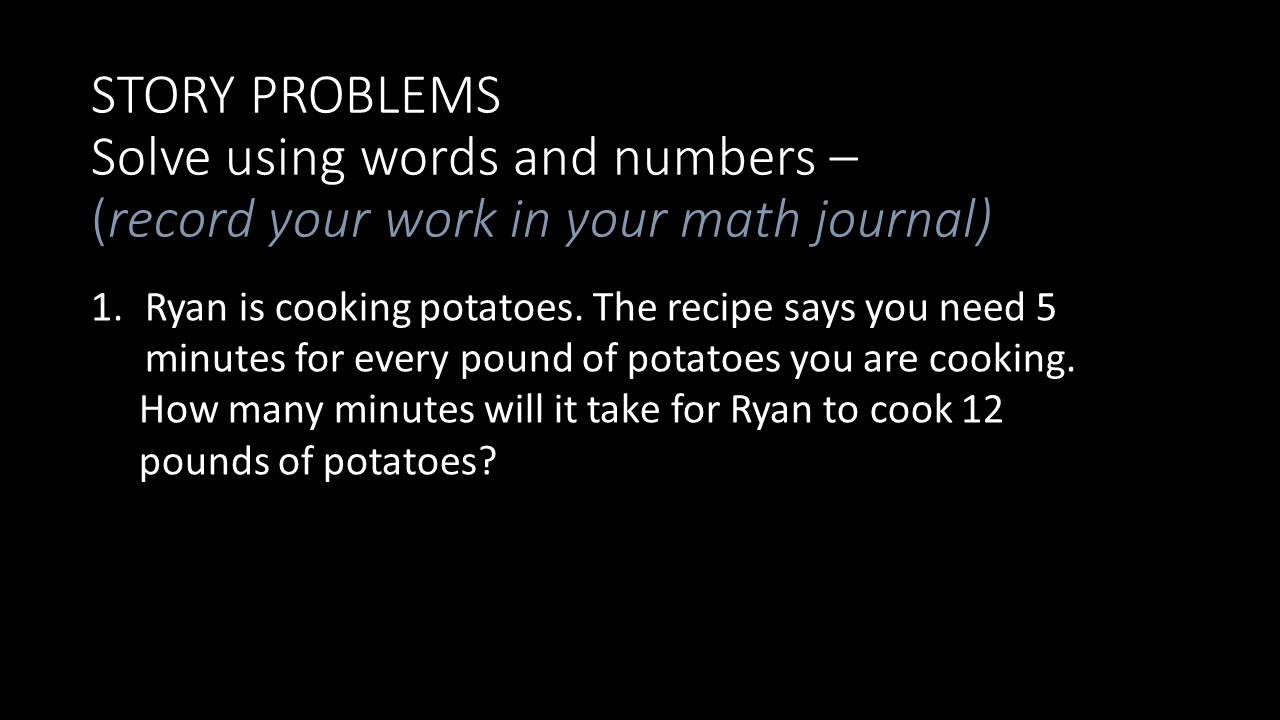 STORY PROBLEMS
Solve using words and numbers –
(record your work in your math journal)
1. Ryan is cooking potatoes. The recipe says you need 5
minutes for every pound of potatoes you are cooking.
How many minutes will it take for Ryan to cook 12
pounds of potatoes?